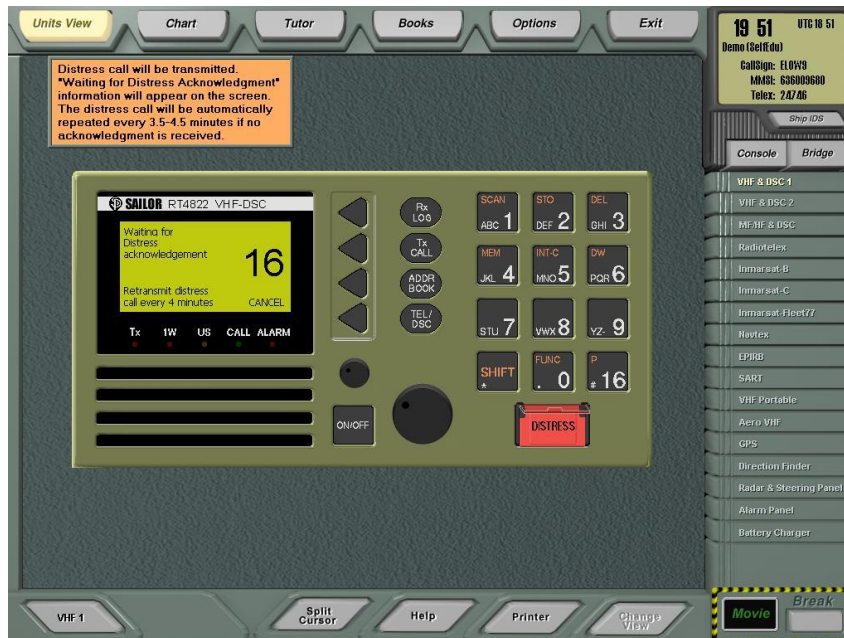 Units View
Chart
Tutor
Books
Options
Exit
19 51 UTC 18 51
Demo (SelfEdu)
CallSign: ELOW9
MMSI: 636009680
Telex: 24746
Ship IDS
Console
Bridge
Distress call will be transmitted.
"Waiting for Distress Acknowledgment"
information will appear on the screen.
The distress call will be automatically
repeated every 3.5-4.5 minutes if no
acknowledgment is received.
SAILOR RT4822 VHF-DSC
Waiting for
Distress
acknowledgement
16
Retransmit distress
call every 4 minutes CANCEL
Tx 1W US CALL ALARM
Rx
LOG
Tx
CALL
ADDR
BOOK
TEL/
DSC
ON/OFF
SCAN
ABC 1
STO
DEF 2
DEL
GHI 3
MEM
JKL 4
INT-C
MNO 5
DW
PQR 6
STU 7
VWX 8
YZ- 9
SHIFT
*
FUNC
. 0
P
# 16
DISTRESS
VHF & DSC 1
VHF & DSC 2
MF/HF & DSC
Radiotelex
Inmarsat-B
Inmarsat-C
Inmarsat-Fleet77
Navtex
EPIRB
SART
VHF Portable
Aero VHF
GPS
Direction Finder
Radar & Steering Panel
Alarm Panel
Battery Charger
VHF 1
Split
Cursor
Help
Printer
Change
View
Movie
Break